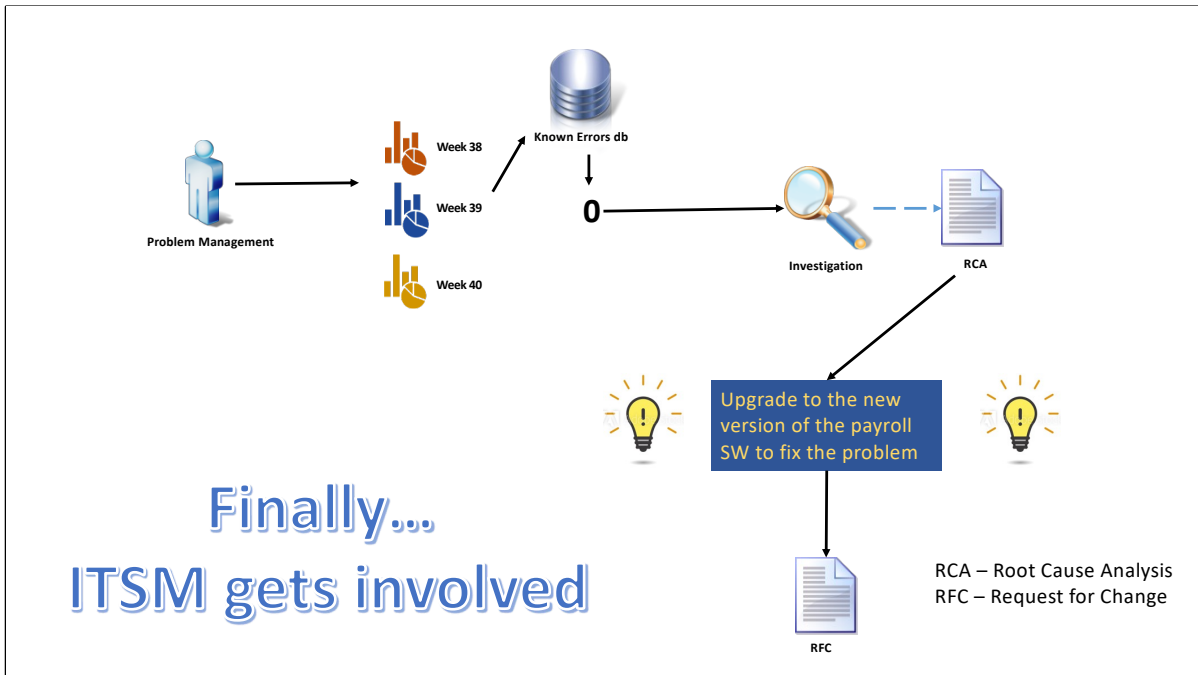 Known Errors db
Week 38
Week 39
Week 40
Problem Management
0
Investigation
RCA
!
Upgrade to the new
version of the payroll
SW to fix the problem
!
Finally...
ITSM gets involved
RFC
RCA – Root Cause Analysis
RFC – Request for Change